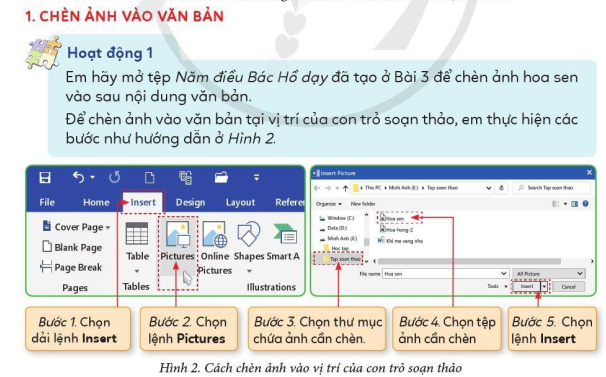 1. CHÈN ẢNH VÀO VĂN BẢN
Hoạt động 1
Em hãy mở tệp Năm điều Bác Hồ dạy đã tạo ở Bài 3 để chèn ảnh hoa sen
vào sau nội dung văn bản.
Để chèn ảnh vào văn bản tại vị trí của con trỏ soạn thảo, em thực hiện các
bước như hướng dẫn ở Hình 2.
File Home Insert Design Layout Refere
Cover Page
Blank Page
Page Break
Pages
Table
Tables
Pictures
Online
Pictures
Shapes
Smart A
Illustrations
Insert Picture
This PC > Minh Anh (E:) > Tap soan thao
Search Tap soan thao
Organize
New folder
Window (C:)
Data (D:)
Minh Anh (E:)
Hoc tap
Tap soan thao
Hoa sen
Hoa-hong-2
Khi me vang nha
File name
Hoa sen
All Picture
Tools
Insert
Cancel
Bước 1. Chọn
dải lệnh Insert
Bước 2. Chọn
lệnh Pictures
Bước 3. Chọn thư mục
chứa ảnh cần chèn.
Bước 4. Chọn tệp
ảnh cần chèn
Bước 5. Chọn
lệnh Insert
Hình 2. Cách chèn ảnh vào vị trí của con trỏ soạn thảo